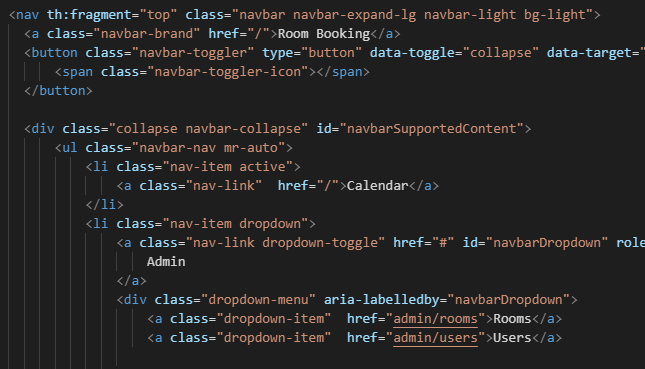 <nav th:fragment="top" class="navbar navbar-expand-lg navbar-light bg-light">
<a class="navbar-brand" href="/">Room Booking</a>
<button class="navbar-toggler" type="button" data-toggle="collapse" data-target="
<span class="navbar-toggler-icon"></span>
</button>
<div class="collapse navbar-collapse" id="navbarSupportedContent">
<ul class="navbar-nav mr-auto">
<li class="nav-item active">
<a class="nav-link"  href="/">Calendar</a>
</li>
<li class="nav-item dropdown">
<a class="nav-link dropdown-toggle" href="#" id="navbarDropdown" role
Admin
</a>
<div class="dropdown-menu" aria-labelledby="navbarDropdown">
<a class="dropdown-item"  href="admin/rooms">Rooms</a>
<a class="dropdown-item"  href="admin/users">Users</a>